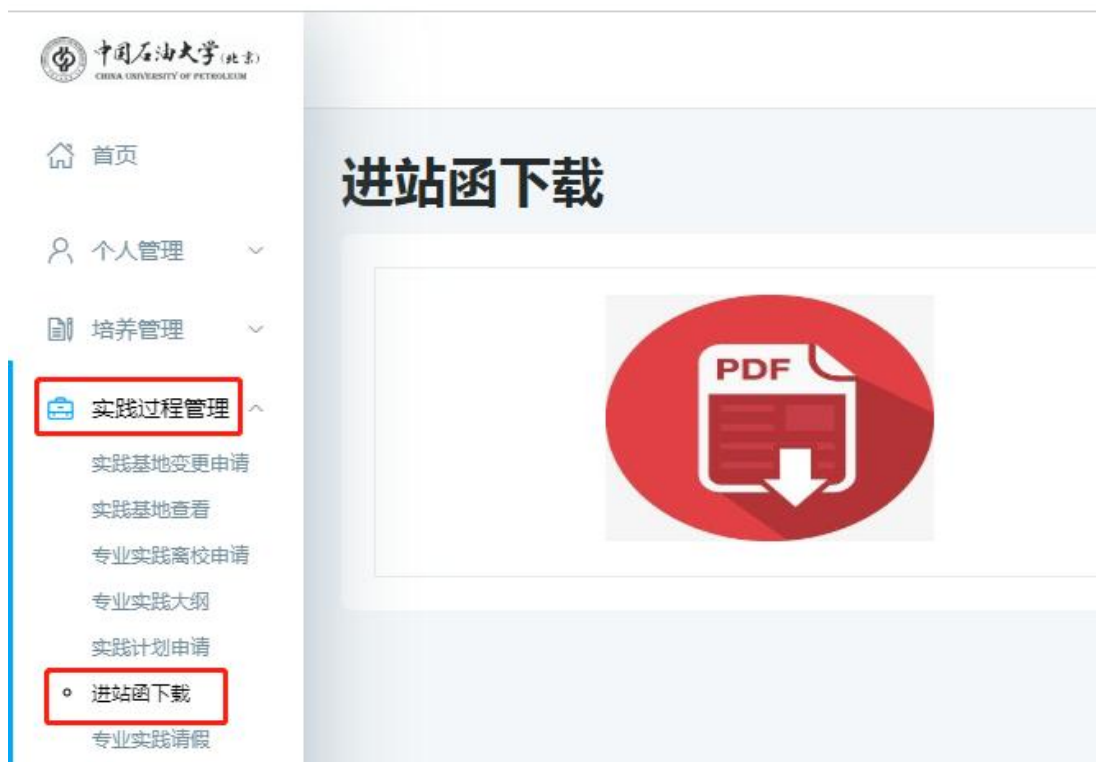 中国石油大学(北京)
CHINA UNIVERSITY OF PETROLEUM
首页
个人管理
培养管理
实践过程管理
实践基地变更申请
实践基地查看
专业实践离校申请
专业实践大纲
实践计划申请
进站函下载
专业实践请假
进站函下载
PDF